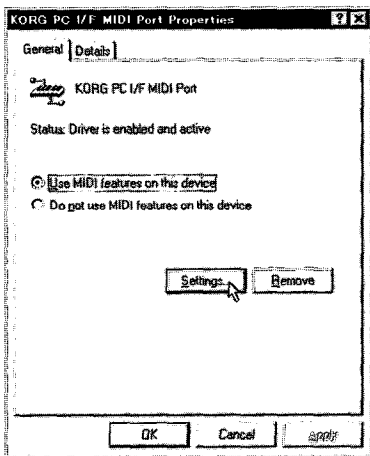 KORG PC I/F MIDI Port Properties
General Details
KORG PC I/F MIDI Port
Status: Driver is enabled and active
Use MIDI features on this device
Do not use MIDI features on this device
Settings... Remove
OK Cancel Apply